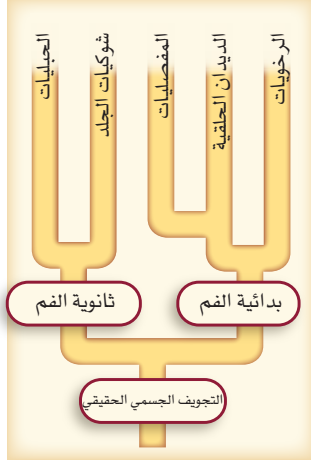 الرخويات
الديدان الحلقية
المفصليات
شوكيات الجلد
الحبليات
بدائية الفم
ثانوية الفم
التجويف الجسمي الحقيقي